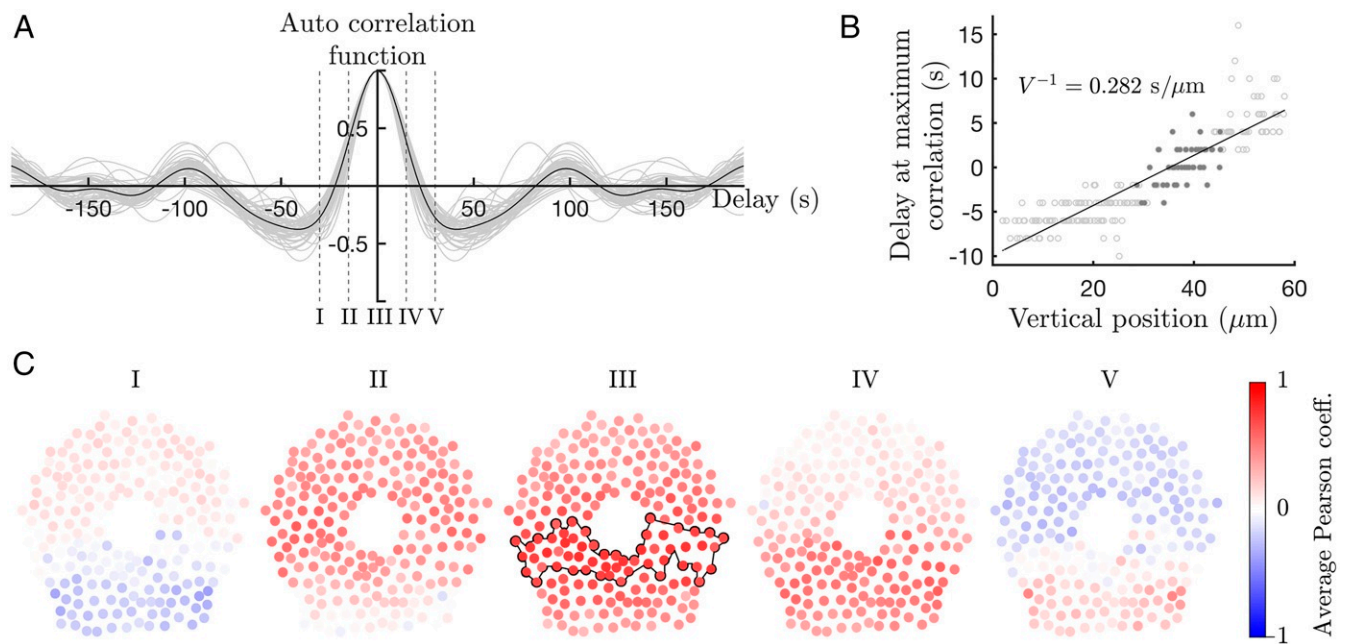 A
Auto correlation
function
0.5
-150
-100
-50
50
100
150
Delay (s)
-0.5
I II III IV V
B
Delay at maximum
correlation (s)
15
10
5
0
-5
-10
V⁻¹ = 0.282 s/μm
0 20 40 60
Vertical position (μm)
C
I II III IV V
1
0
-1
Average Pearson coeff.